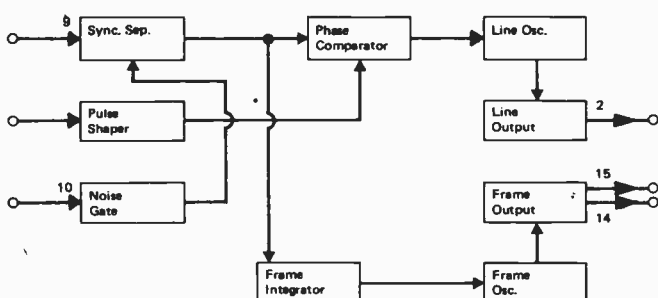 9
Sync. Sep.
Phase
Comparator
Line Osc.
Pulse
Shaper
Line
Output
2
10
Noise
Gate
Frame
Output
15
14
Frame
Integrator
Frame
Osc.